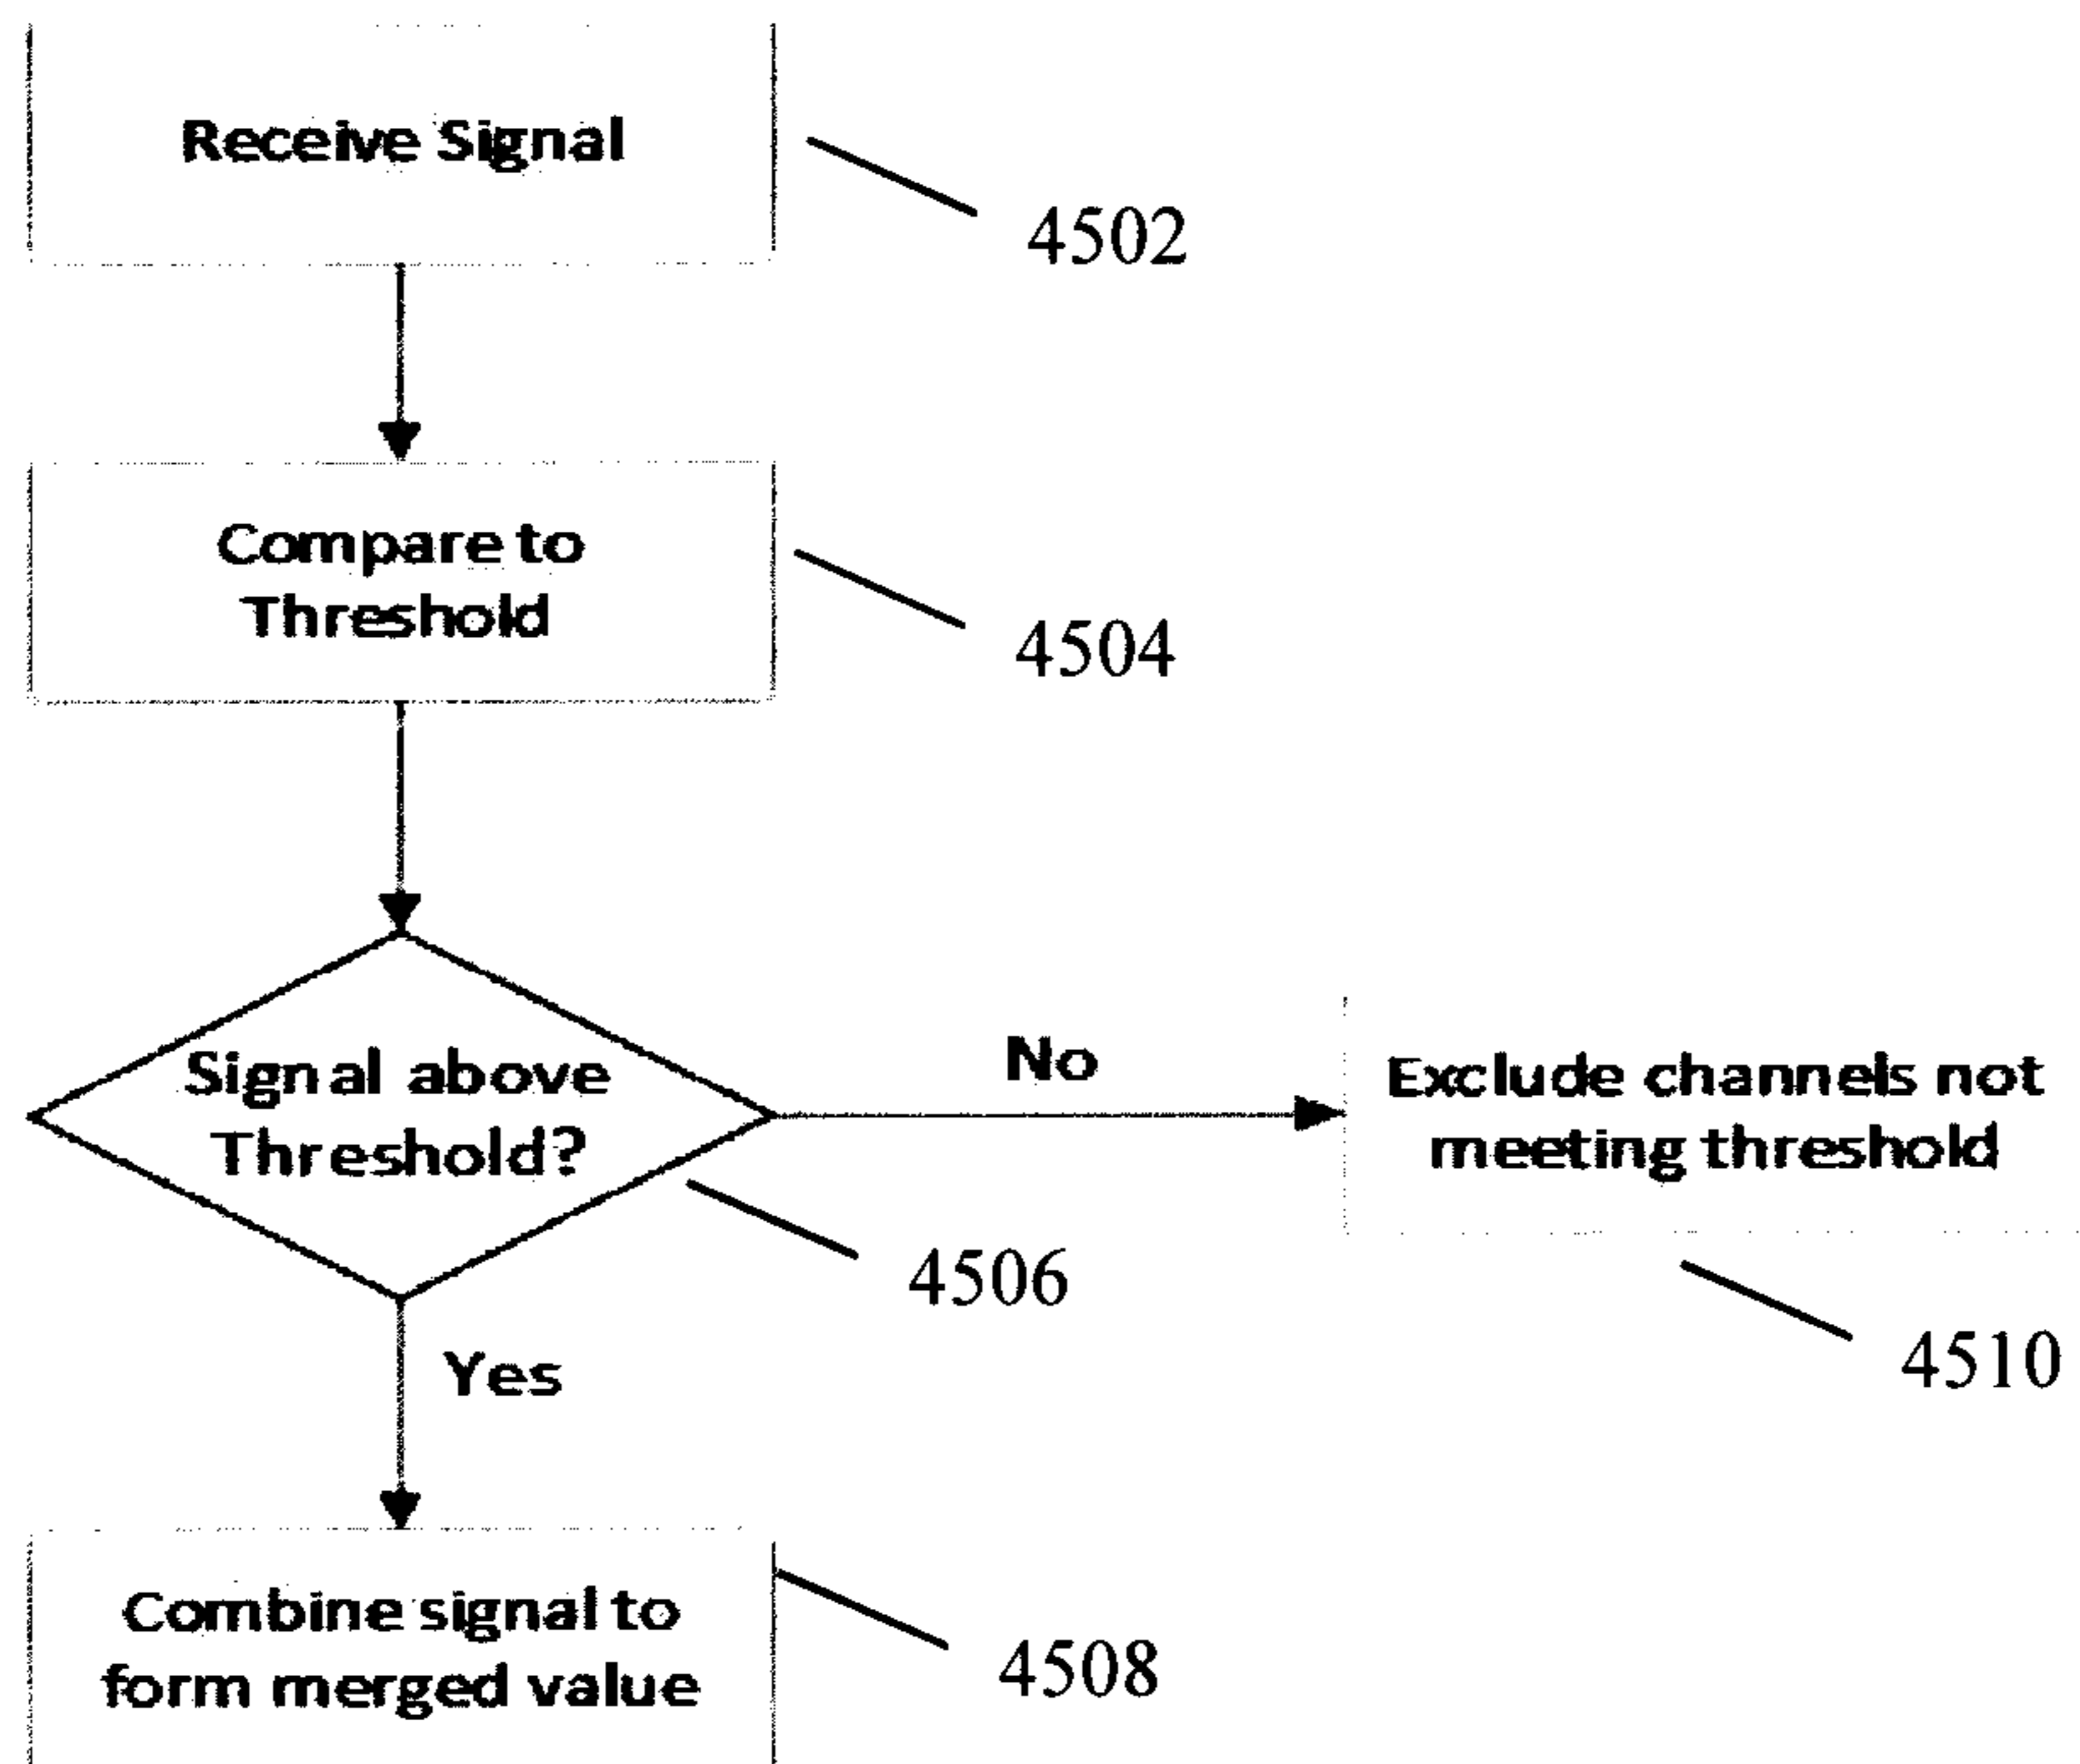 Receive Signal
4502
Compare to
Threshold
4504
Signal above
Threshold?
4506
No
Exclude channels not
meeting threshold
4510
Yes
Combine signal to
form merged value
4508